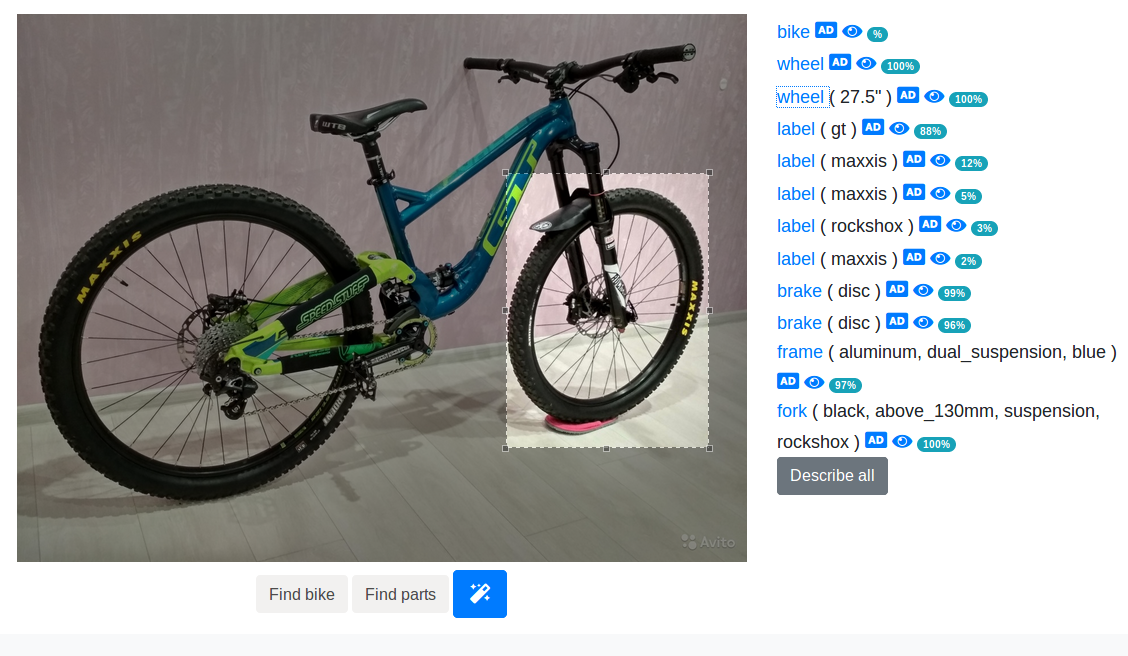 WTB
GT
MAXXIS
SPEEDSTUFF
MAXXIS
Avito
Find bike Find parts
bike AD %
wheel AD 100%
wheel ( 27.5" ) AD 100%
label ( gt ) AD 88%
label ( maxxis ) AD 12%
label ( maxxis ) AD 5%
label ( rockshox ) AD 3%
label ( maxxis ) AD 2%
brake ( disc ) AD 99%
brake ( disc ) AD 96%
frame ( aluminum, dual_suspension, blue )
AD 97%
fork ( black, above_130mm, suspension,
rockshox ) AD 100%
Describe all